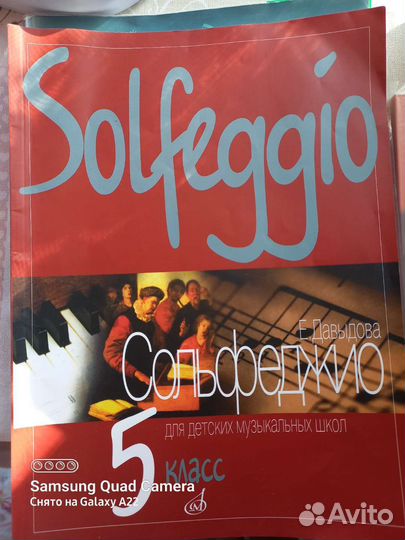 Solfeggio
Е. Давыдова
Сольфеджио
для детских музыкальных школ
5 класс
Samsung Quad Camera
Снято на Galaxy A22
Avito